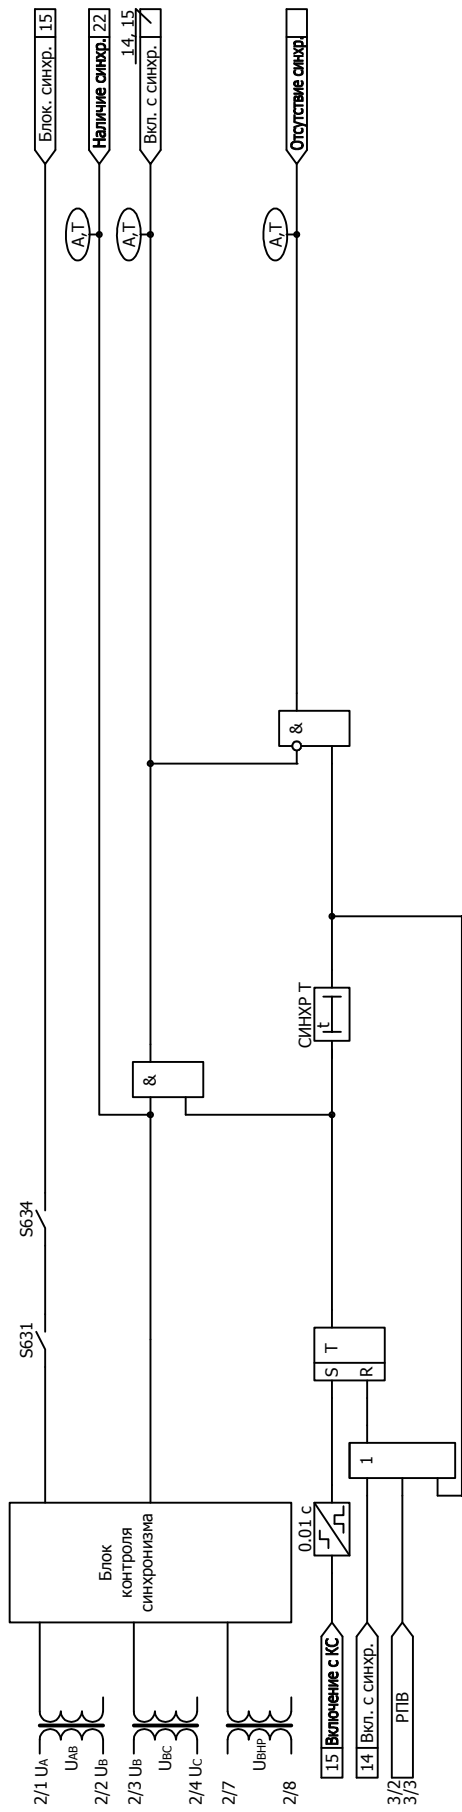 Блок. синхр. 15
Наличие синхр. 22
14, 15
Вкл. с синхр.
Отсутствие синхр.
А,Т
А,Т
А,Т
&
СИНХР Т
t
&
S634
S631
S T
R
1
Блок
контроля
синхронизма
0.01 с
2/1 UA
UAB
2/2 UB
2/3 UB
UBC
2/4 UC
2/7
UВНР
2/8
15 Включение с КС
14 Вкл. с синхр.
РПВ
3/2
3/3